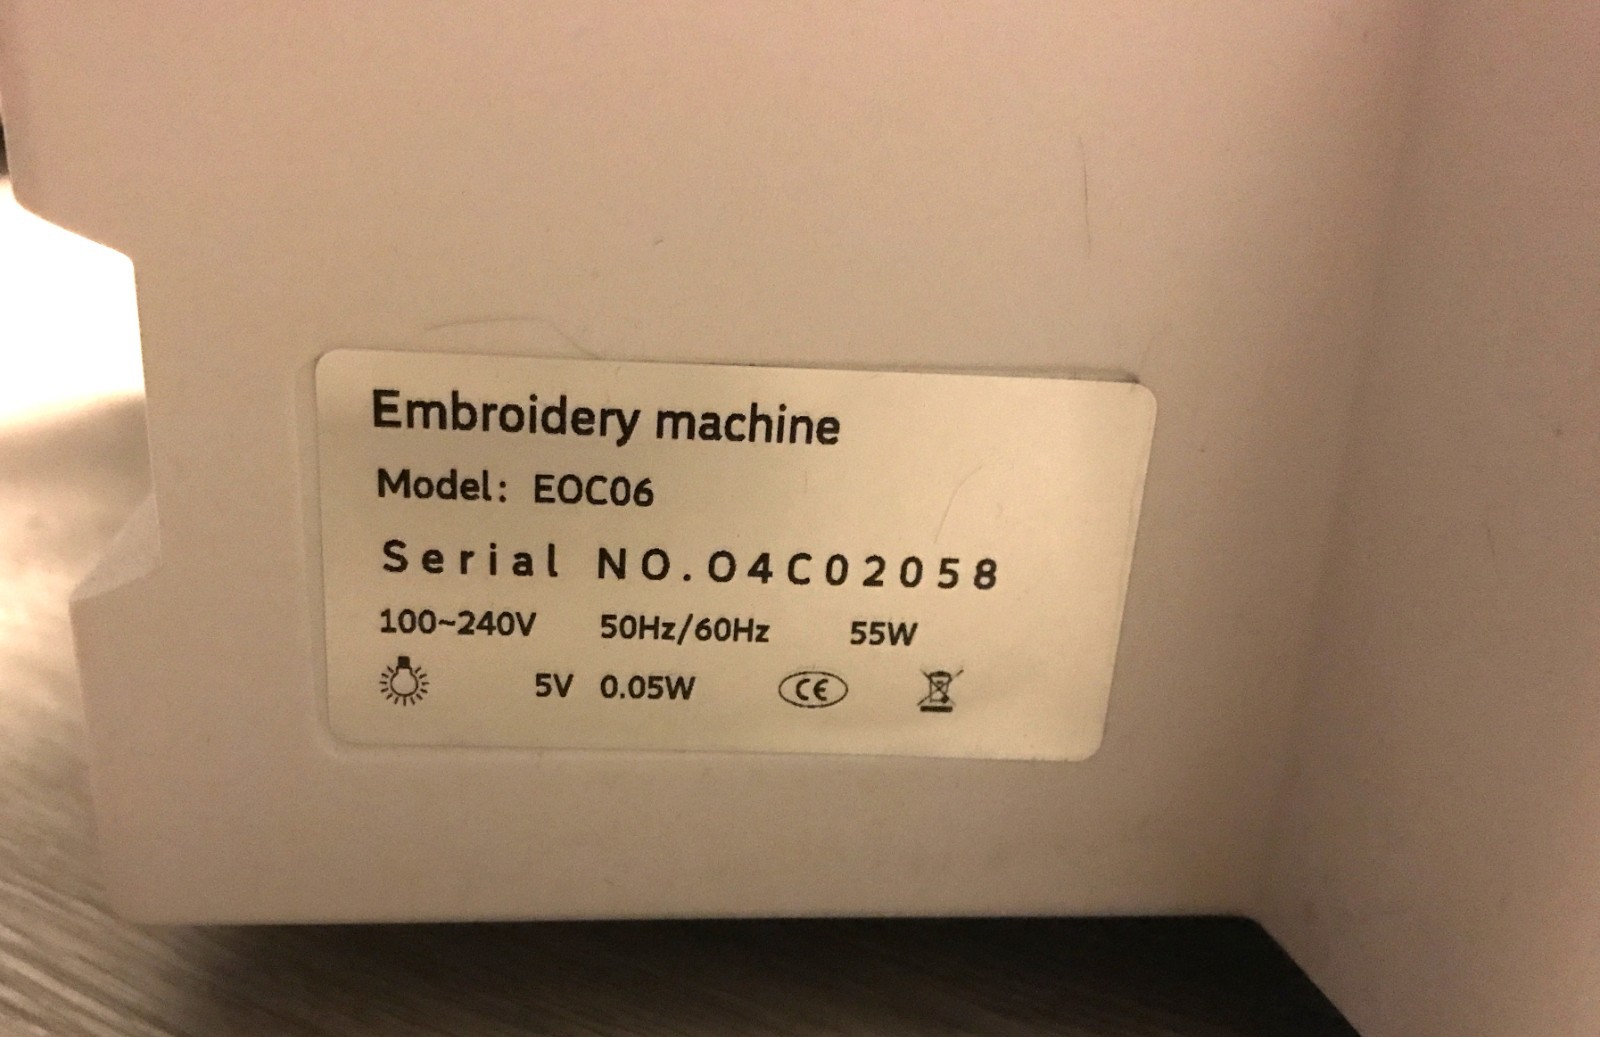 Embroidery machine
Model: EOC06
Serial NO.04C02058
100~240V 50Hz/60Hz 55W
5V 0.05W CE